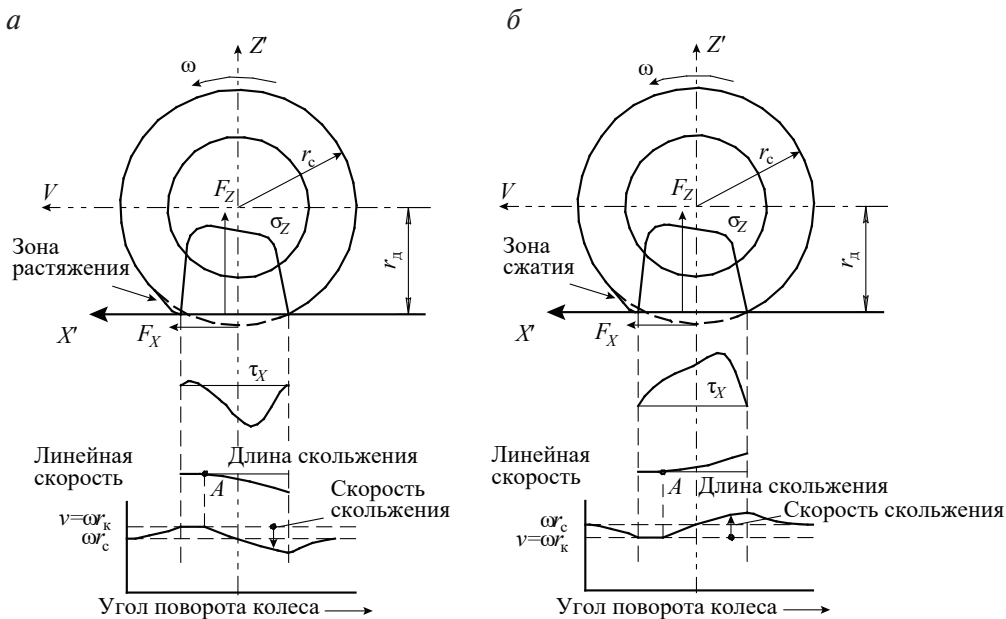 а
Z′
ω
r_с
V
F_Z
σ_Z
Зона
растяжения
r_д
X′
F_X
τ_X
Линейная
скорость
Длина скольжения
A
Скорость
скольжения
v=ωr_к
ωr_с
Угол поворота колеса
б
Z′
ω
r_с
V
F_Z
σ_Z
Зона
сжатия
r_д
X′
F_X
τ_X
Линейная
скорость
A
Длина скольжения
Скорость скольжения
ωr_с
v=ωr_к
Угол поворота колеса